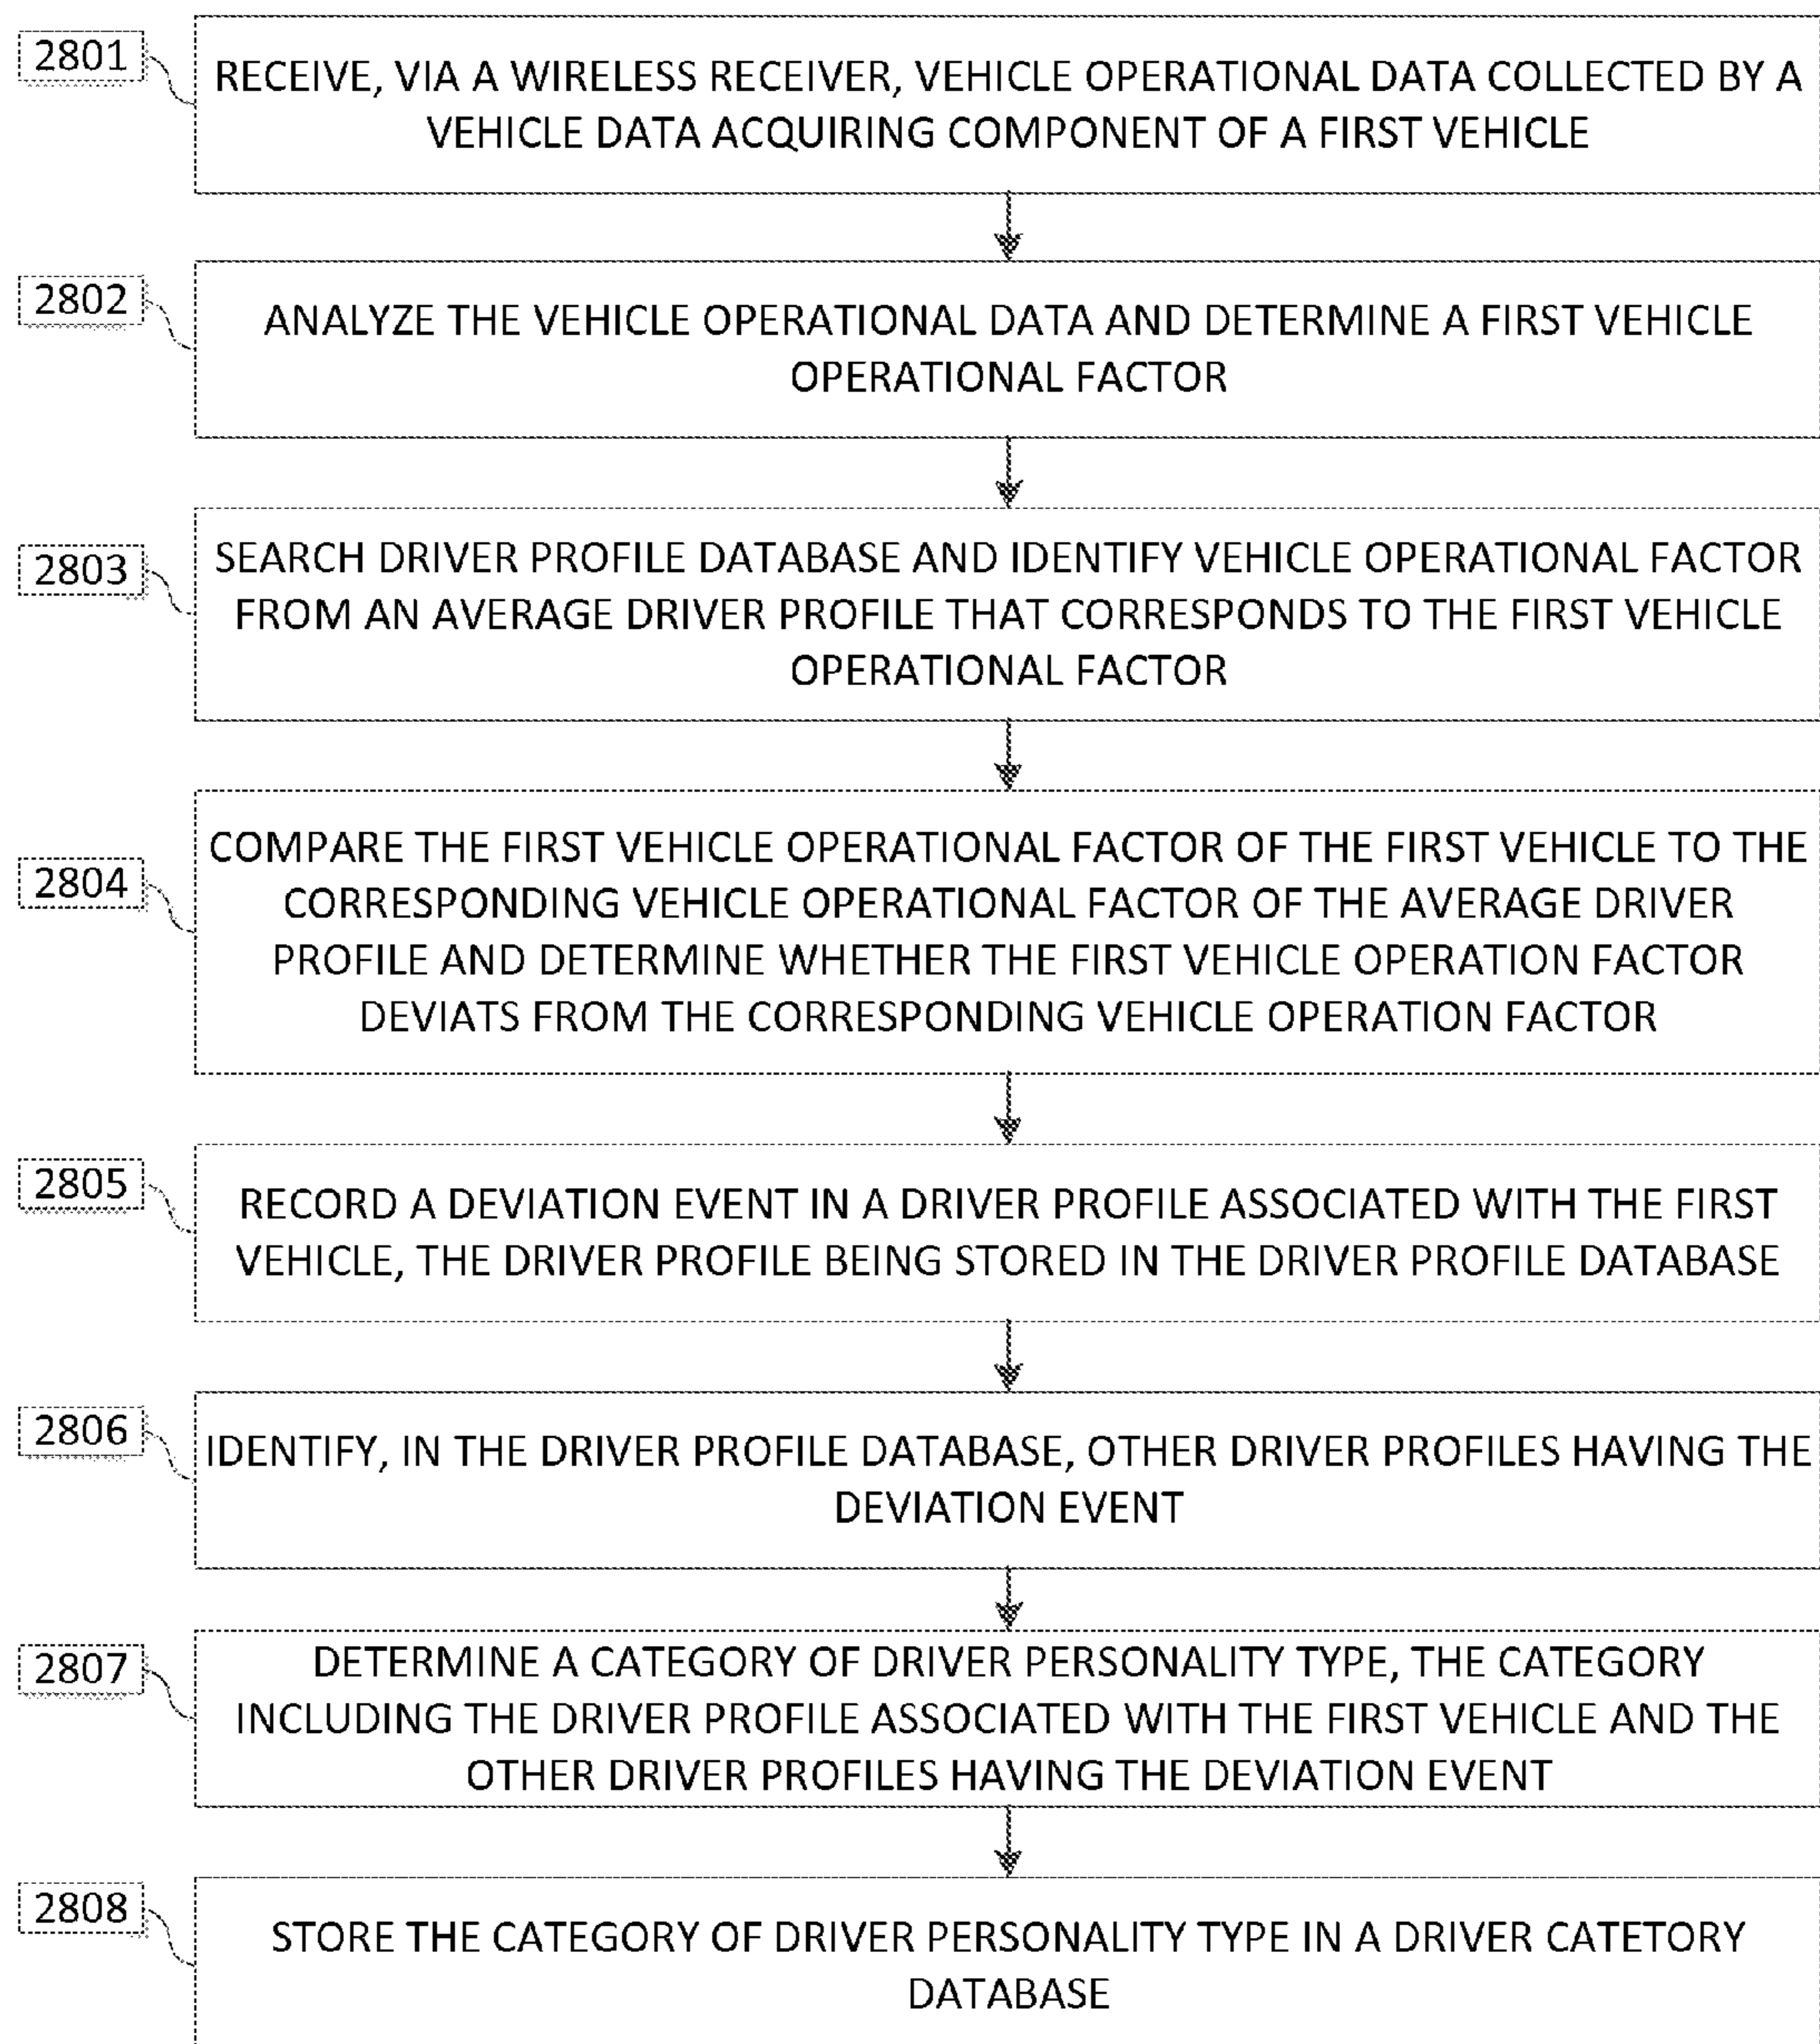 2801
RECEIVE, VIA A WIRELESS RECEIVER, VEHICLE OPERATIONAL DATA COLLECTED BY A
VEHICLE DATA ACQUIRING COMPONENT OF A FIRST VEHICLE
2802
ANALYZE THE VEHICLE OPERATIONAL DATA AND DETERMINE A FIRST VEHICLE
OPERATIONAL FACTOR
2803
SEARCH DRIVER PROFILE DATABASE AND IDENTIFY VEHICLE OPERATIONAL FACTOR
FROM AN AVERAGE DRIVER PROFILE THAT CORRESPONDS TO THE FIRST VEHICLE
OPERATIONAL FACTOR
2804
COMPARE THE FIRST VEHICLE OPERATIONAL FACTOR OF THE FIRST VEHICLE TO THE
CORRESPONDING VEHICLE OPERATIONAL FACTOR OF THE AVERAGE DRIVER
PROFILE AND DETERMINE WHETHER THE FIRST VEHICLE OPERATION FACTOR
DEVIATS FROM THE CORRESPONDING VEHICLE OPERATION FACTOR
2805
RECORD A DEVIATION EVENT IN A DRIVER PROFILE ASSOCIATED WITH THE FIRST
VEHICLE, THE DRIVER PROFILE BEING STORED IN THE DRIVER PROFILE DATABASE
2806
IDENTIFY, IN THE DRIVER PROFILE DATABASE, OTHER DRIVER PROFILES HAVING THE
DEVIATION EVENT
2807
DETERMINE A CATEGORY OF DRIVER PERSONALITY TYPE, THE CATEGORY
INCLUDING THE DRIVER PROFILE ASSOCIATED WITH THE FIRST VEHICLE AND THE
OTHER DRIVER PROFILES HAVING THE DEVIATION EVENT
2808
STORE THE CATEGORY OF DRIVER PERSONALITY TYPE IN A DRIVER CATETORY
DATABASE